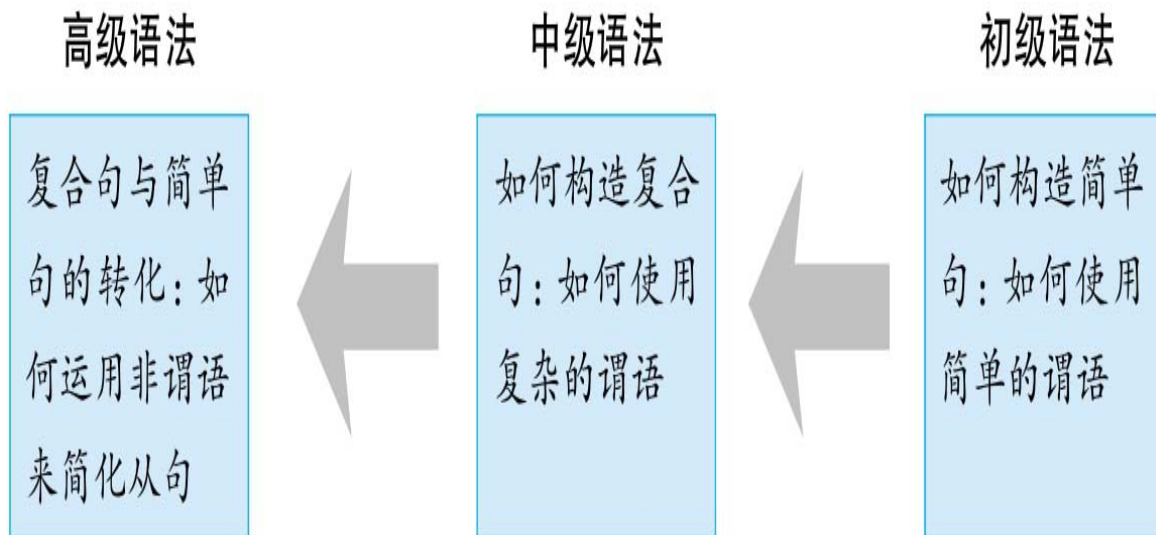 高级语法
复合句与简单
句的转化：如
何运用非谓语
来简化从句
中级语法
如何构造复合
句：如何使用
复杂的谓语
初级语法
如何构造简单
句：如何使用
简单的谓语